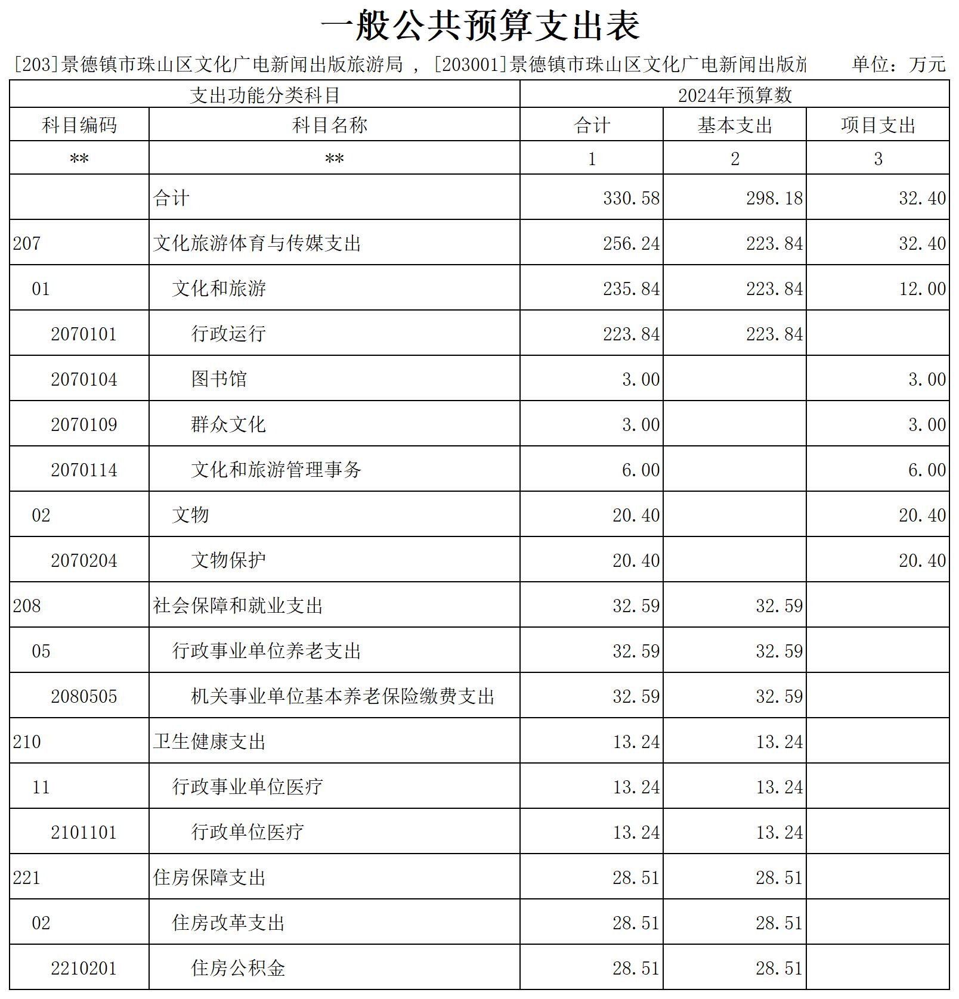 一般公共预算支出表
[203]景德镇市珠山区文化广电新闻出版旅游局 , [203001]景德镇市珠山区文化广电新闻出版旅 单位：万元
支出功能分类科目 2024年预算数
科目编码 科目名称 合计 基本支出 项目支出
** ** 1 2 3
合计 330.58 298.18 32.40
207 文化旅游体育与传媒支出 256.24 223.84 32.40
01 文化和旅游 235.84 223.84 12.00
2070101 行政运行 223.84 223.84
2070104 图书馆 3.00 3.00
2070109 群众文化 3.00 3.00
2070114 文化和旅游管理事务 6.00 6.00
02 文物 20.40 20.40
2070204 文物保护 20.40 20.40
208 社会保障和就业支出 32.59 32.59
05 行政事业单位养老支出 32.59 32.59
2080505 机关事业单位基本养老保险缴费支出 32.59 32.59
210 卫生健康支出 13.24 13.24
11 行政事业单位医疗 13.24 13.24
2101101 行政单位医疗 13.24 13.24
221 住房保障支出 28.51 28.51
02 住房改革支出 28.51 28.51
2210201 住房公积金 28.51 28.51